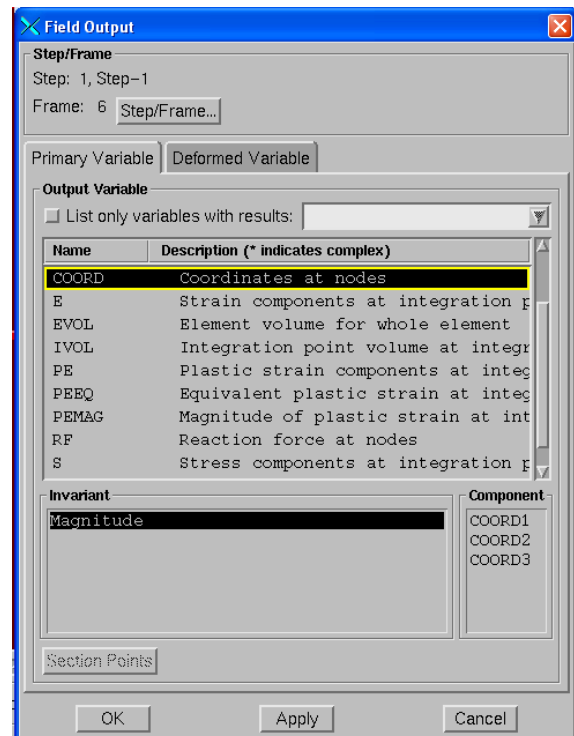 Field Output
Step/Frame
Step: 1, Step-1
Frame: 6 Step/Frame...
Primary Variable Deformed Variable
Output Variable
List only variables with results:
Name Description (* indicates complex)
COORD Coordinates at nodes
E Strain components at integration p
EVOL Element volume for whole element
IVOL Integration point volume at integr
PE Plastic strain components at integ
PEEQ Equivalent plastic strain at integ
PEMAG Magnitude of plastic strain at int
RF Reaction force at nodes
S Stress components at integration p
Invariant
Magnitude
Component
COORD1
COORD2
COORD3
Section Points
OK Apply Cancel